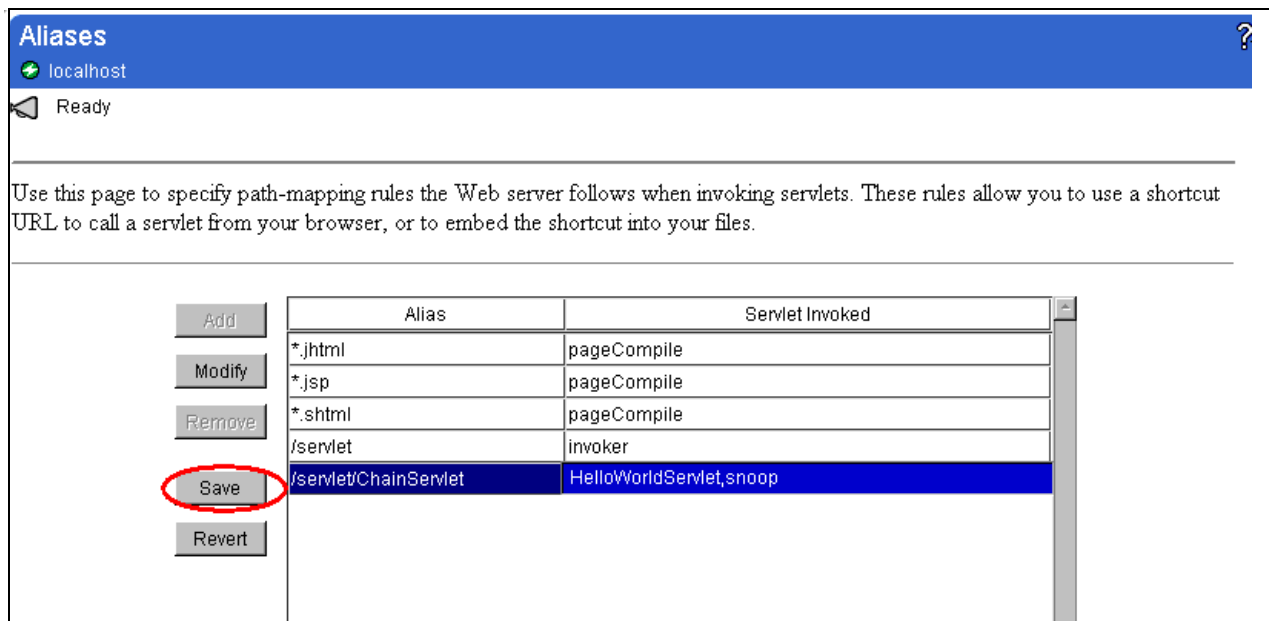 Aliases
?
localhost
Ready
Use this page to specify path-mapping rules the Web server follows when invoking servlets. These rules allow you to use a shortcut
URL to call a servlet from your browser, or to embed the shortcut into your files.
Add
Modify
Remove
Save
Revert
Alias Servlet Invoked
*.jhtml pageCompile
*.jsp pageCompile
*.shtml pageCompile
/servlet invoker
/servlet/ChainServlet HelloWorldServlet,snoop